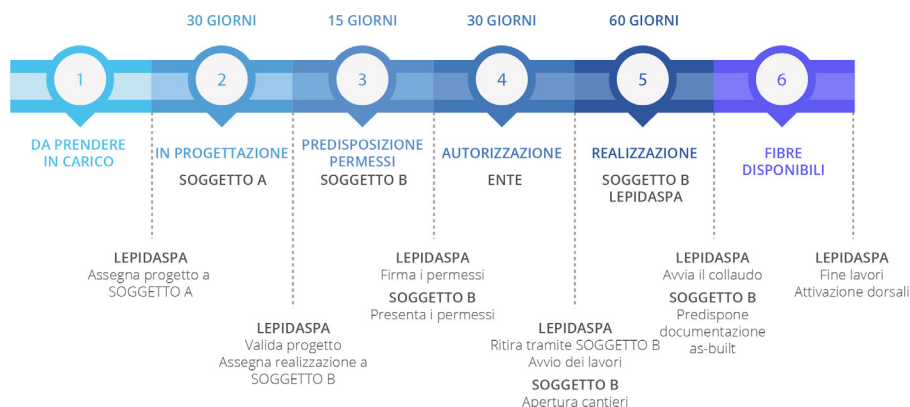 30 GIORNI
15 GIORNI
30 GIORNI
60 GIORNI
1
2
3
4
5
6
DA PRENDERE
IN CARICO
IN PROGETTAZIONE
SOGGETTO A
PREDISPOSIZIONE
PERMESSI
SOGGETTO B
AUTORIZZAZIONE
ENTE
REALIZZAZIONE
SOGGETTO B
LEPIDASPA
FIBRE
DISPONIBILI
LEPIDASPA
Assegna progetto a
SOGGETTO A
LEPIDASPA
Valida progetto
Assegna realizzazione a
SOGGETTO B
LEPIDASPA
Firma i permessi
SOGGETTO B
Presenta i permessi
LEPIDASPA
Ritira tramite SOGGETTO B
Avvio dei lavori
SOGGETTO B
Apertura cantieri
LEPIDASPA
Avvia il collaudo
SOGGETTO B
Predispone
documentazione
as-built
LEPIDASPA
Fine lavori
Attivazione dorsali